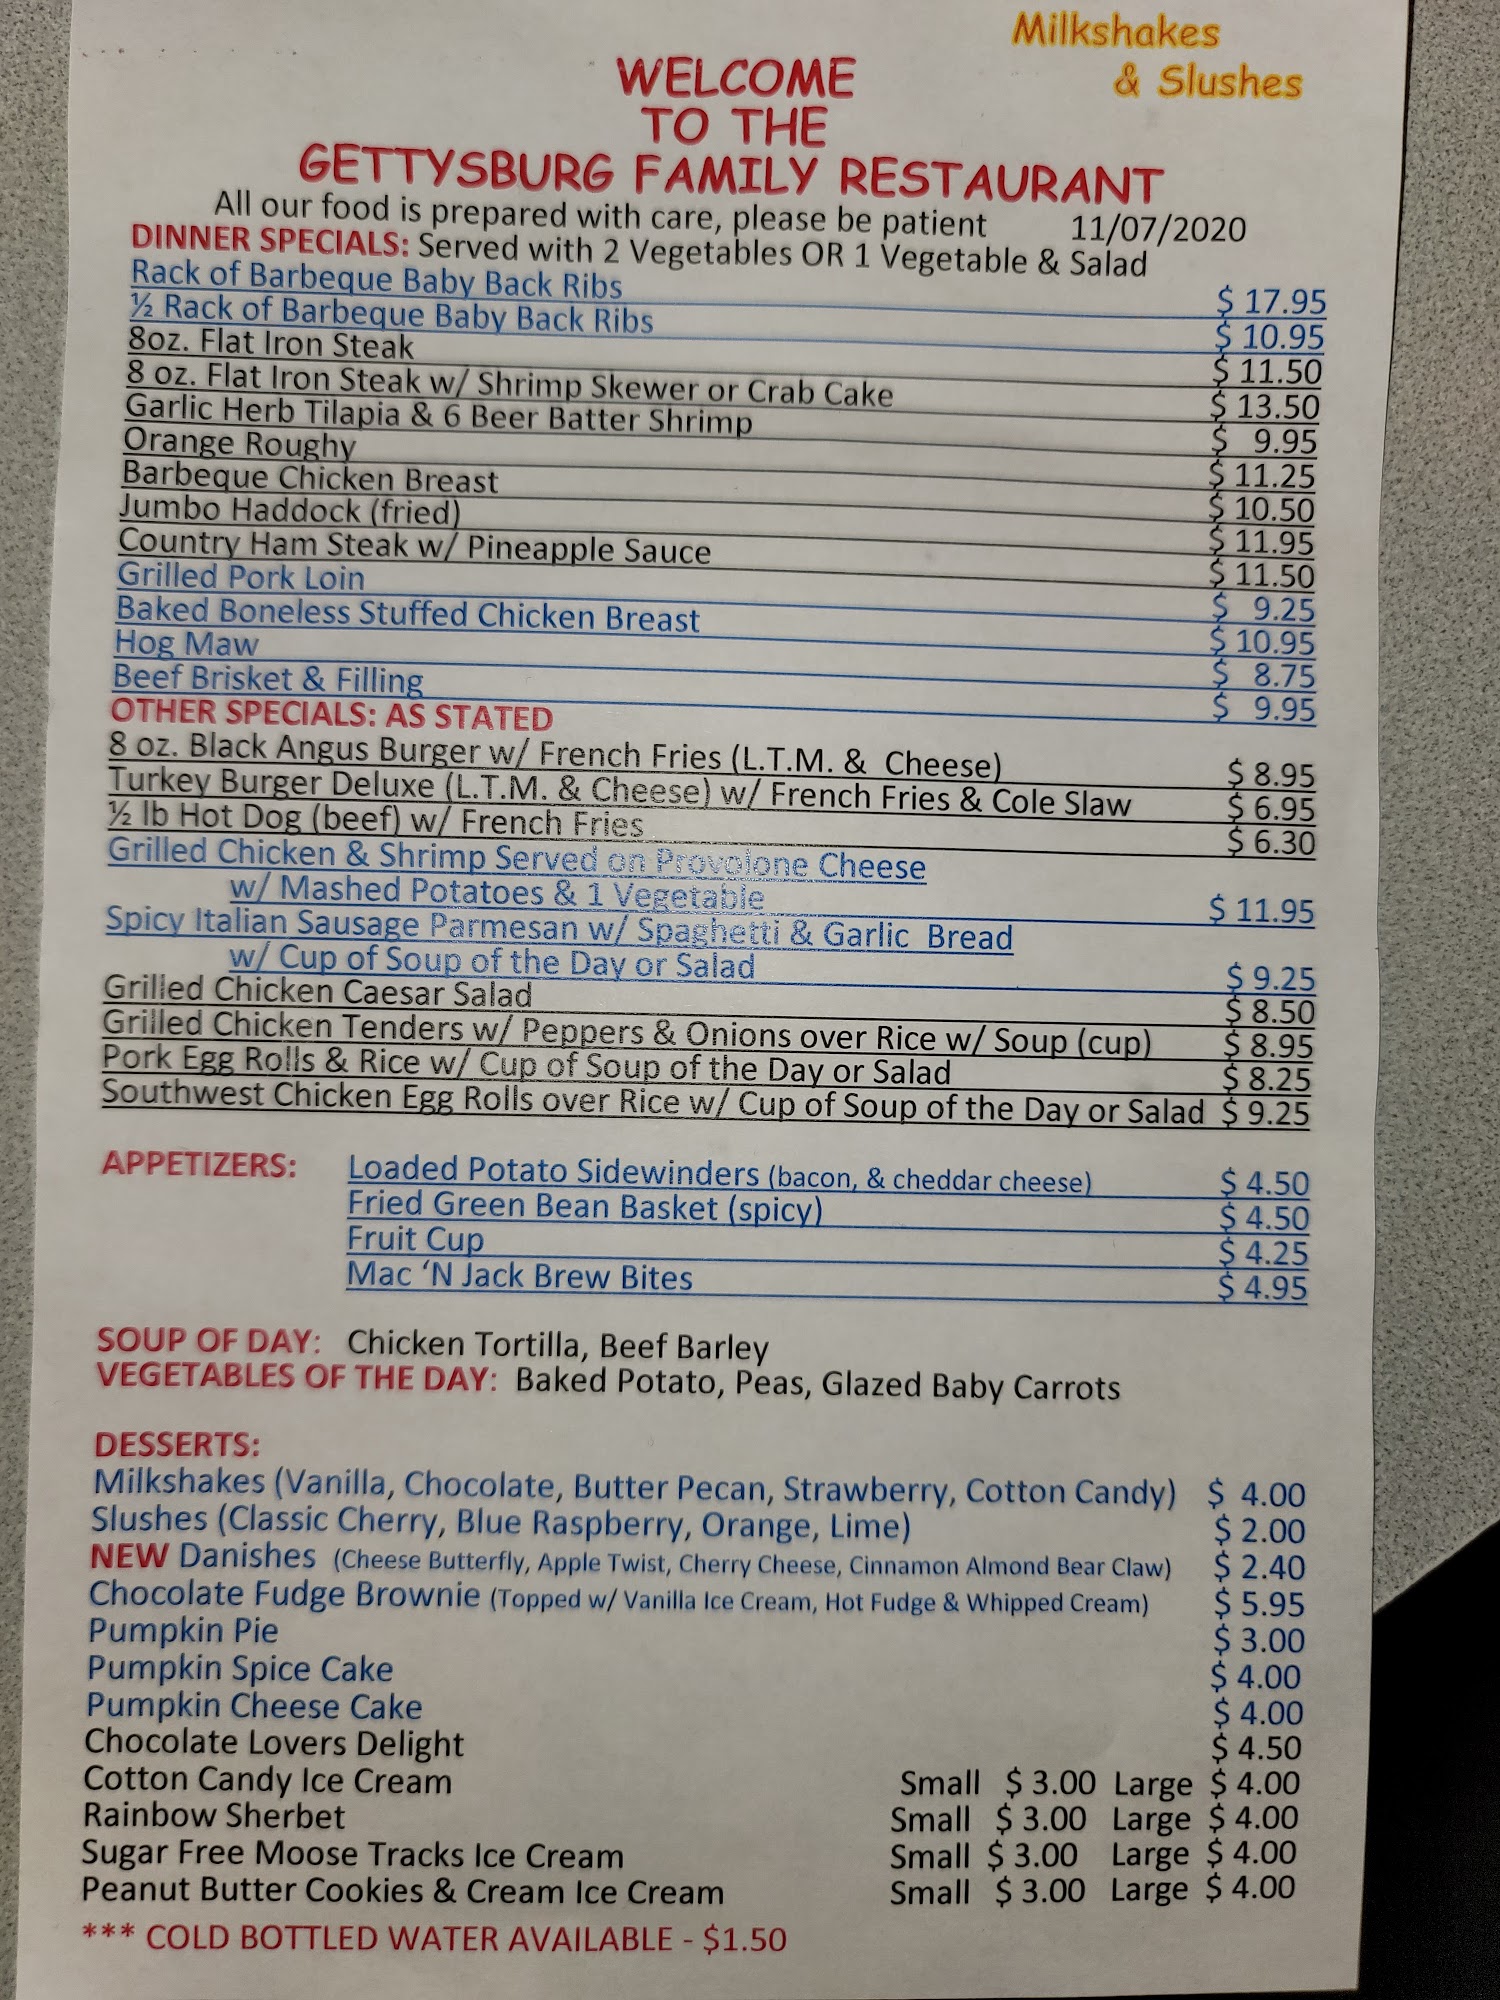 Milkshakes
& Slushes
WELCOME
TO THE
GETTYSBURG FAMILY RESTAURANT
All our food is prepared with care, please be patient 11/07/2020
DINNER SPECIALS: Served with 2 Vegetables OR 1 Vegetable & Salad
Rack of Barbeque Baby Back Ribs $ 17.95
½ Rack of Barbeque Baby Back Ribs $ 10.95
8oz. Flat Iron Steak $ 11.50
8 oz. Flat Iron Steak w/ Shrimp Skewer or Crab Cake $ 13.50
Garlic Herb Tilapia & 6 Beer Batter Shrimp $ 9.95
Orange Roughy $ 11.25
Barbeque Chicken Breast $ 10.50
Jumbo Haddock (fried) $ 11.95
Country Ham Steak w/ Pineapple Sauce $ 11.50
Grilled Pork Loin $ 9.25
Baked Boneless Stuffed Chicken Breast $ 10.95
Hog Maw $ 8.75
Beef Brisket & Filling $ 9.95
OTHER SPECIALS: AS STATED
8 oz. Black Angus Burger w/ French Fries (L.T.M. & Cheese) $ 8.95
Turkey Burger Deluxe (L.T.M. & Cheese) w/ French Fries & Cole Slaw $ 6.95
½ lb Hot Dog (beef) w/ French Fries $ 6.30
Grilled Chicken & Shrimp Served on Provolone Cheese
w/ Mashed Potatoes & 1 Vegetable $ 11.95
Spicy Italian Sausage Parmesan w/ Spaghetti & Garlic Bread
w/ Cup of Soup of the Day or Salad $ 9.25
Grilled Chicken Caesar Salad $ 8.50
Grilled Chicken Tenders w/ Peppers & Onions over Rice w/ Soup (cup) $ 8.95
Pork Egg Rolls & Rice w/ Cup of Soup of the Day or Salad $ 8.25
Southwest Chicken Egg Rolls over Rice w/ Cup of Soup of the Day or Salad $ 9.25
APPETIZERS: Loaded Potato Sidewinders (bacon, & cheddar cheese) $ 4.50
Fried Green Bean Basket (spicy) $ 4.50
Fruit Cup $ 4.25
Mac ‘N Jack Brew Bites $ 4.95
SOUP OF DAY: Chicken Tortilla, Beef Barley
VEGETABLES OF THE DAY: Baked Potato, Peas, Glazed Baby Carrots
DESSERTS:
Milkshakes (Vanilla, Chocolate, Butter Pecan, Strawberry, Cotton Candy) $ 4.00
Slushes (Classic Cherry, Blue Raspberry, Orange, Lime) $ 2.00
NEW Danishes (Cheese Butterfly, Apple Twist, Cherry Cheese, Cinnamon Almond Bear Claw) $ 2.40
Chocolate Fudge Brownie (Topped w/ Vanilla Ice Cream, Hot Fudge & Whipped Cream) $ 5.95
Pumpkin Pie $ 3.00
Pumpkin Spice Cake $ 4.00
Pumpkin Cheese Cake $ 4.00
Chocolate Lovers Delight $ 4.50
Cotton Candy Ice Cream Small $ 3.00 Large $ 4.00
Rainbow Sherbet Small $ 3.00 Large $ 4.00
Sugar Free Moose Tracks Ice Cream Small $ 3.00 Large $ 4.00
Peanut Butter Cookies & Cream Ice Cream Small $ 3.00 Large $ 4.00
*** COLD BOTTLED WATER AVAILABLE - $1.50